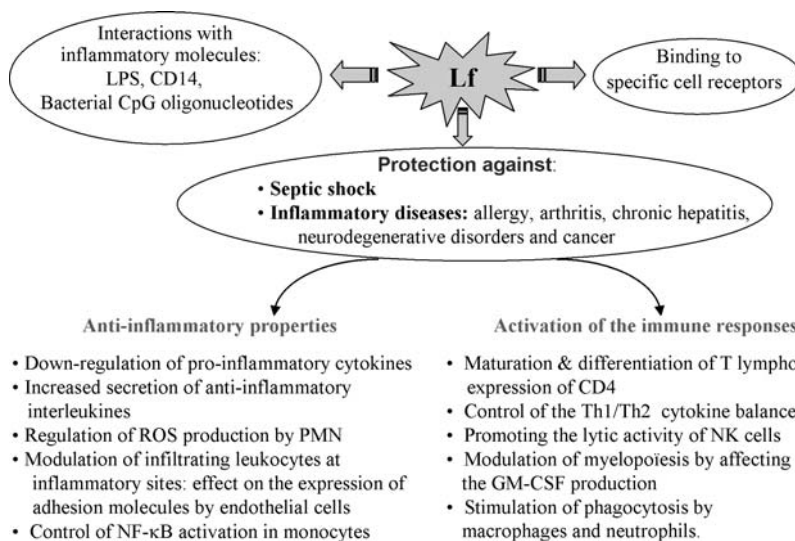 Interactions with
inflammatory molecules:
LPS, CD14,
Bacterial CpG oligonucleotides
Lf
Binding to
specific cell receptors
Protection against:
• Septic shock
• Inflammatory diseases: allergy, arthritis, chronic hepatitis,
neurodegenerative disorders and cancer
Anti-inflammatory properties
• Down-regulation of pro-inflammatory cytokines
• Increased secretion of anti-inflammatory
interleukines
• Regulation of ROS production by PMN
• Modulation of infiltrating leukocytes at
inflammatory sites: effect on the expression of
adhesion molecules by endothelial cells
• Control of NF-κB activation in monocytes
Activation of the immune responses
• Maturation & differentiation of T lympho
expression of CD4
• Control of the Th1/Th2 cytokine balance
• Promoting the lytic activity of NK cells
• Modulation of myelopoïesis by affecting
the GM-CSF production
• Stimulation of phagocytosis by
macrophages and neutrophils.